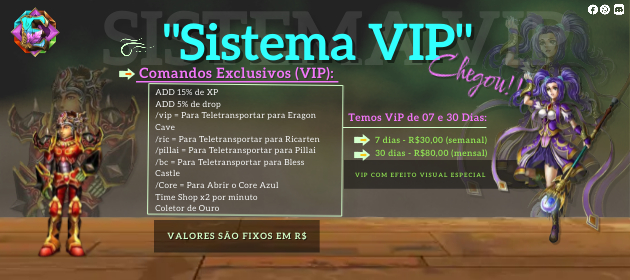 SISTEMA VIP
"Sistema VIP"
Chegou!!
Comandos Exclusivos (VIP):
ADD 15% de XP
ADD 5% de drop
/vip = Para Teletransportar para Eragon
Cave
/ric = Para Teletransportar para Ricarten
/pillai = Para Teletransportar para Pillai
/bc = Para Teletransportar para Bless
Castle
/Core = Para Abrir o Core Azul
Time Shop x2 por minuto
Coletor de Ouro
VALORES SÃO FIXOS EM R$
Temos ViP de 07 e 30 Dias:
7 dias - R$30,00 (semanal)
30 dias - R$80,00 (mensal)
VIP COM EFEITO VISUAL ESPECIAL